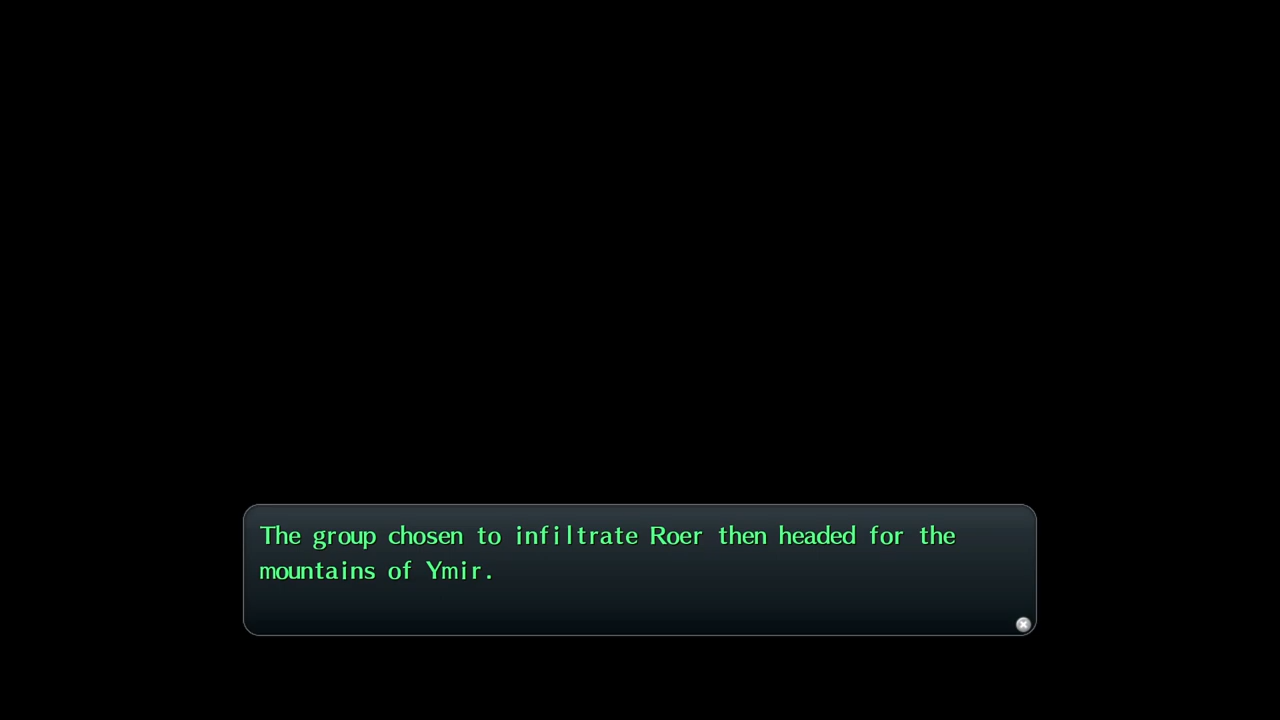 The group chosen to infiltrate Roer then headed for the
mountains of Ymir.